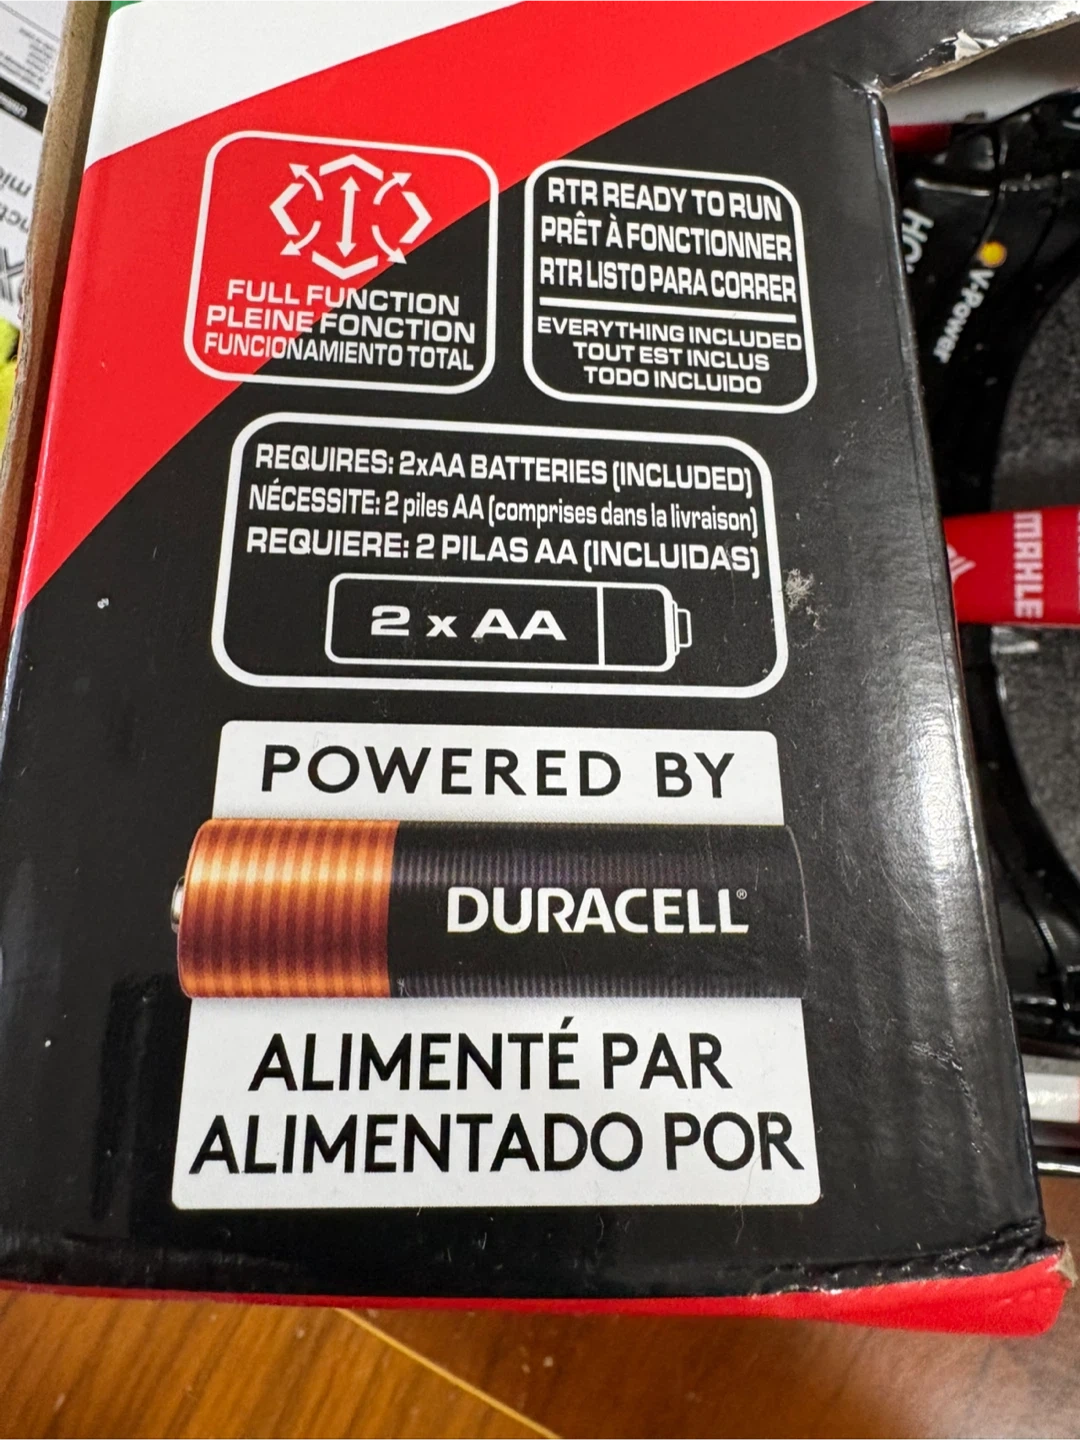 FULL FUNCTION
PLEINE FONCTION
FUNCIONAMIENTO TOTAL
RTR READY TO RUN
PRÊT À FONCTIONNER
RTR LISTO PARA CORRER
EVERYTHING INCLUDED
TOUT EST INCLUS
TODO INCLUIDO
REQUIRES: 2xAA BATTERIES (INCLUDED)
NÉCESSITE: 2 piles AA (comprises dans la livraison)
REQUIERE: 2 PILAS AA (INCLUIDAS)
2 x AA
POWERED BY
DURACELL®
ALIMENTÉ PAR
ALIMENTADO POR
V-Power
MAHLE